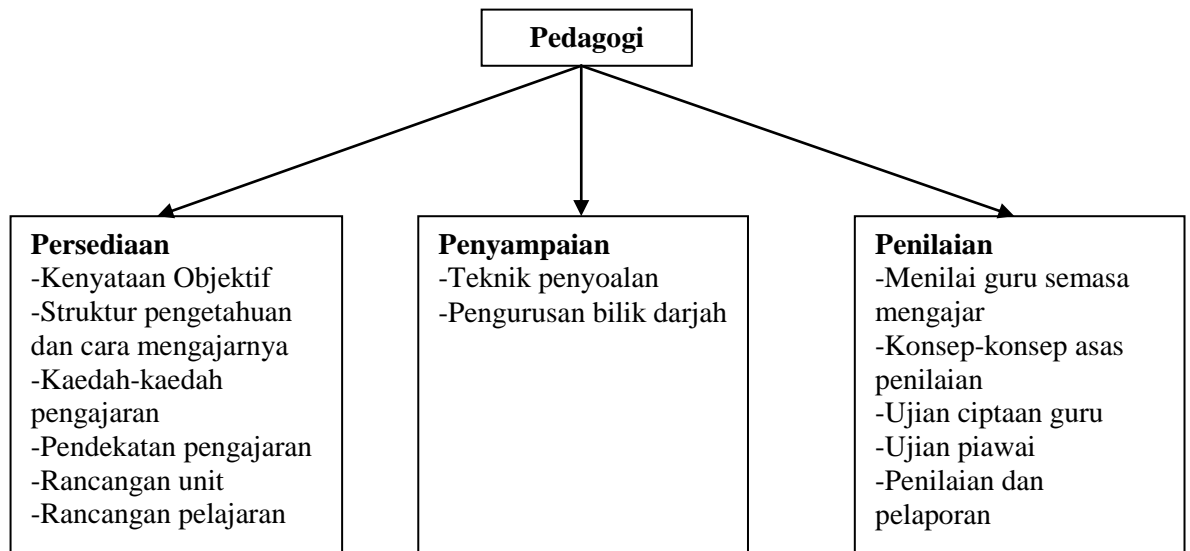 Pedagogi
Persediaan
-Kenyataan Objektif
-Struktur pengetahuan
dan cara mengajarnya
-Kaedah-kaedah
pengajaran
-Pendekatan pengajaran
-Rancangan unit
-Rancangan pelajaran
Penyampaian
-Teknik penyoalan
-Pengurusan bilik darjah
Penilaian
-Menilai guru semasa
mengajar
-Konsep-konsep asas
penilaian
-Ujian ciptaan guru
-Ujian piawai
-Penilaian dan
pelaporan